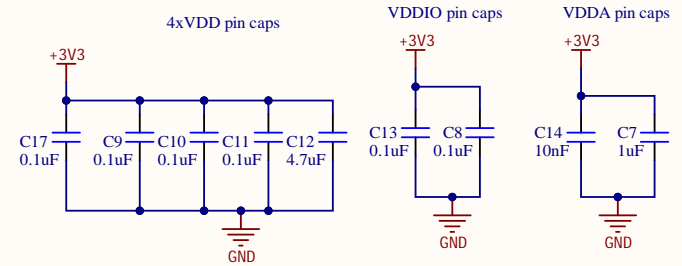 4xVDD pin caps
VDDIO pin caps
VDDA pin caps
+3V3
+3V3
+3V3
C17
0.1uF
C9
0.1uF
C10
0.1uF
C11
0.1uF
C12
4.7uF
C13
0.1uF
C8
0.1uF
C14
10nF
C7
1uF
GND
GND
GND